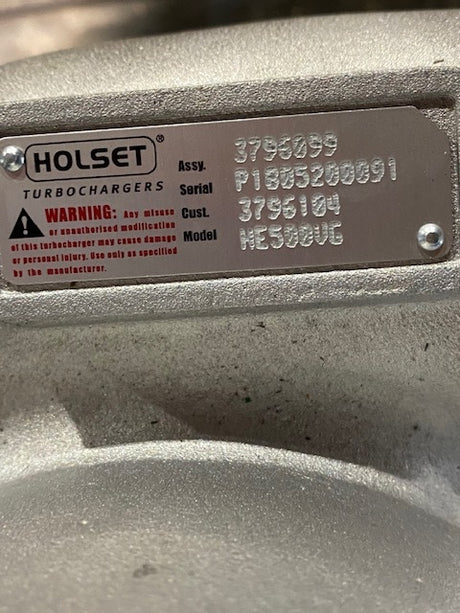 HOLSET®
TURBOCHARGERS
WARNING: Any misuse
or unauthorised modification
of this turbocharger may cause damage
or personal injury. Use only as specified
by the manufacturer.
Assy. 3796099
Serial P1805200091
Cust. 3796104
Model HE500VG